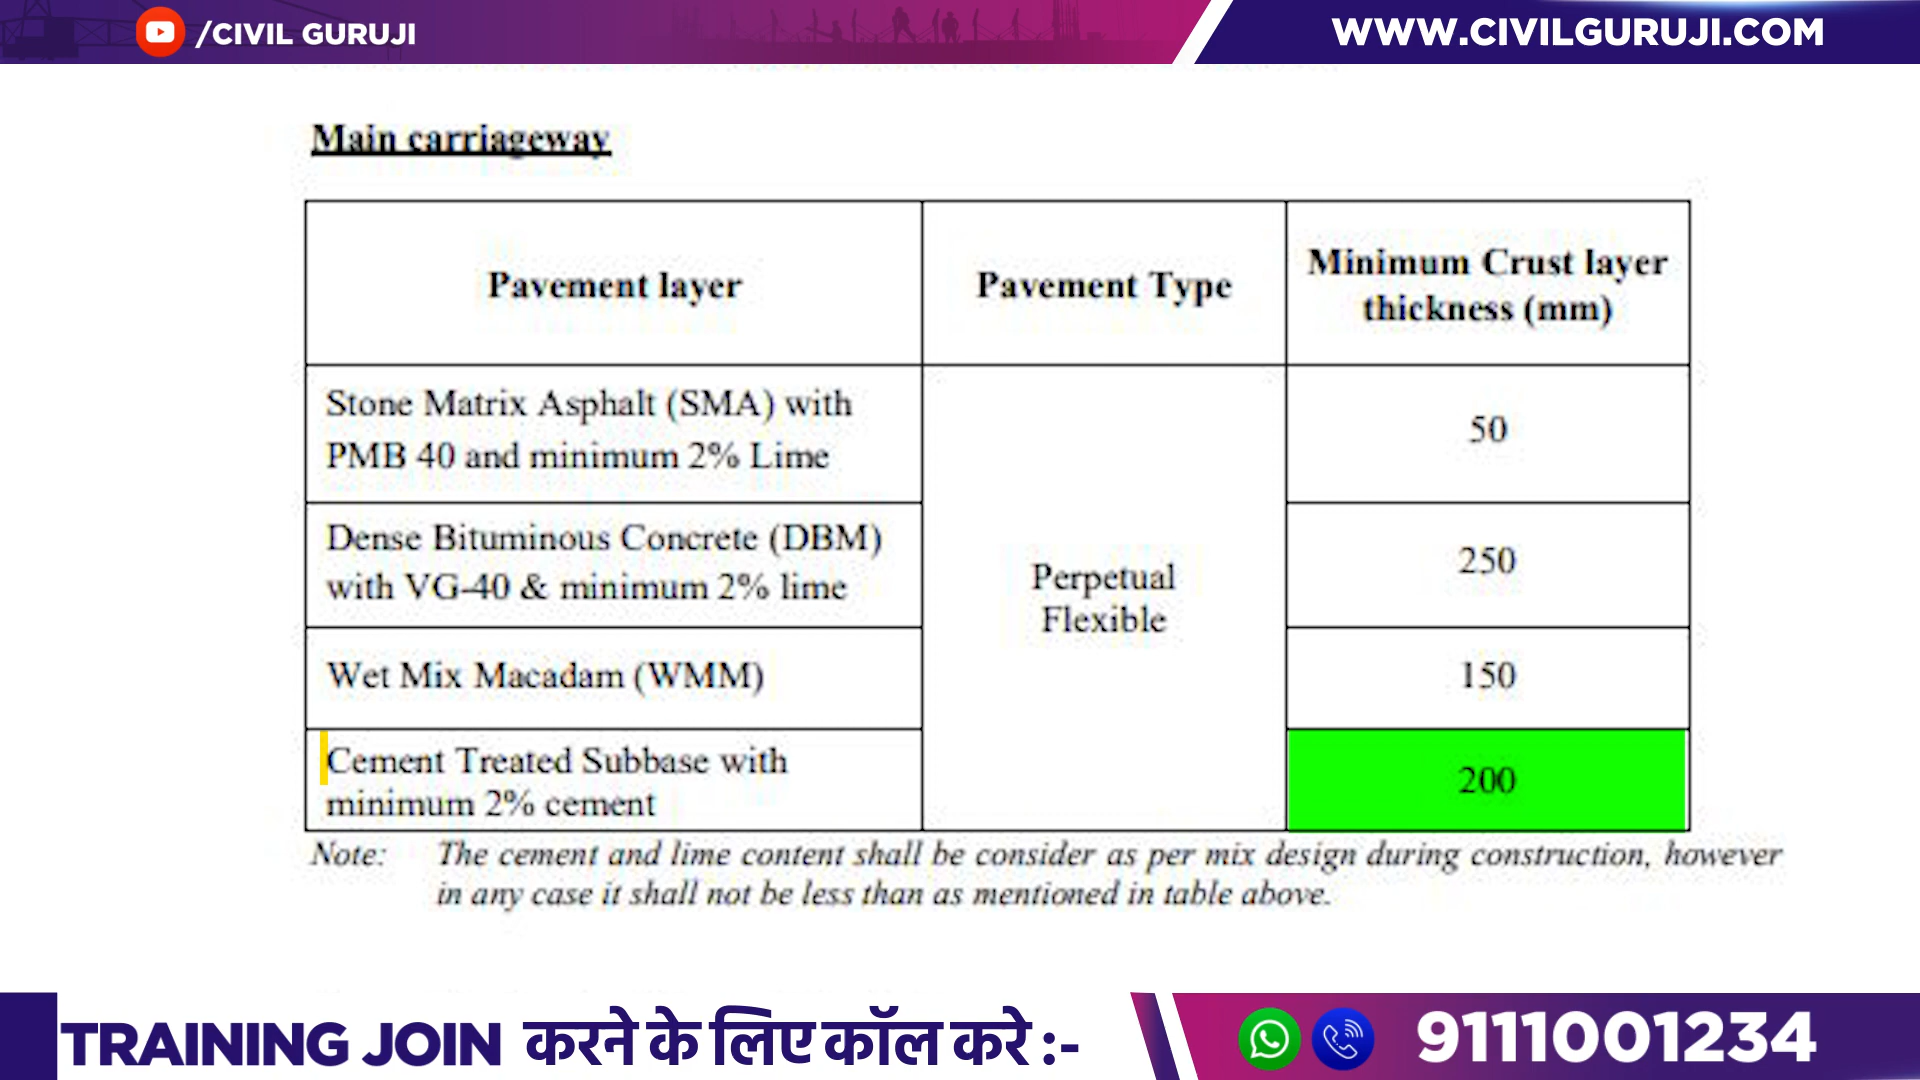 /CIVIL GURUJI
WWW.CIVILGURUJI.COM
Main carriageway
Pavement layer
Pavement Type
Minimum Crust layer
thickness (mm)
Stone Matrix Asphalt (SMA) with
PMB 40 and minimum 2% Lime
50
Dense Bituminous Concrete (DBM)
with VG-40 & minimum 2% lime
250
Perpetual
Flexible
Wet Mix Macadam (WMM)
150
Cement Treated Subbase with
minimum 2% cement
200
Note: The cement and lime content shall be consider as per mix design during construction, however
in any case it shall not be less than as mentioned in table above.
TRAINING JOIN करने के लिए कॉल करे :-
9111001234